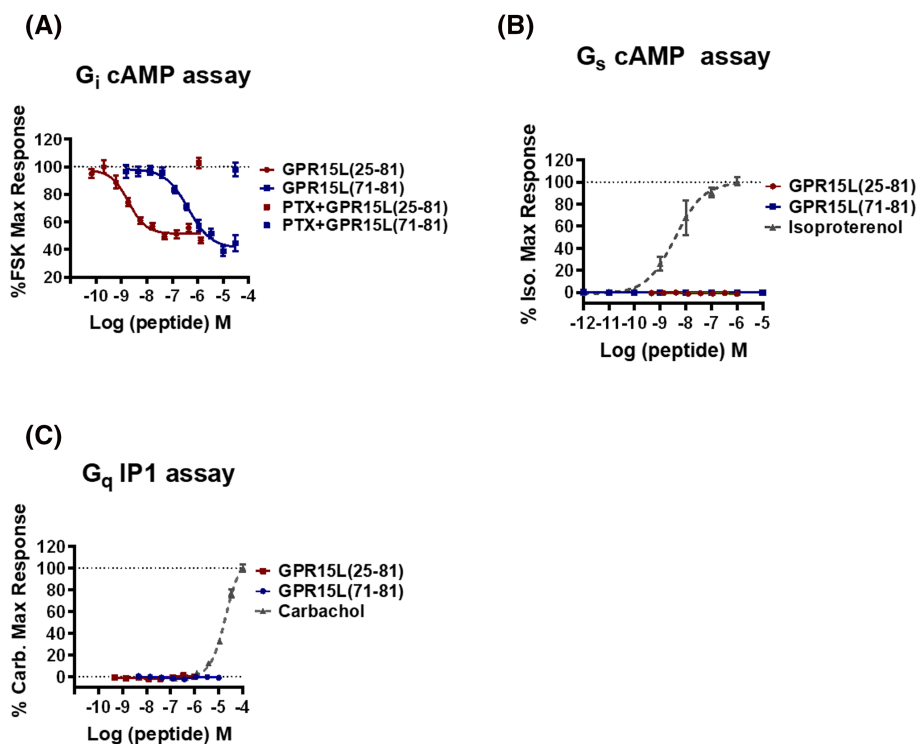 (A)
G_i cAMP assay
%FSK Max Response
120
100
80
60
40
20
-10 -9 -8 -7 -6 -5 -4
Log (peptide) M
GPR15L(25-81)
GPR15L(71-81)
PTX+GPR15L(25-81)
PTX+GPR15L(71-81)
(B)
G_s cAMP assay
% Iso. Max Response
120
100
80
60
40
20
0
-12 -11 -10 -9 -8 -7 -6 -5
Log (peptide) M
GPR15L(25-81)
GPR15L(71-81)
Isoproterenol
(C)
G_q IP1 assay
% Carb. Max Response
120
100
80
60
40
20
0
-10 -9 -8 -7 -6 -5 -4
Log (peptide) M
GPR15L(25-81)
GPR15L(71-81)
Carbachol